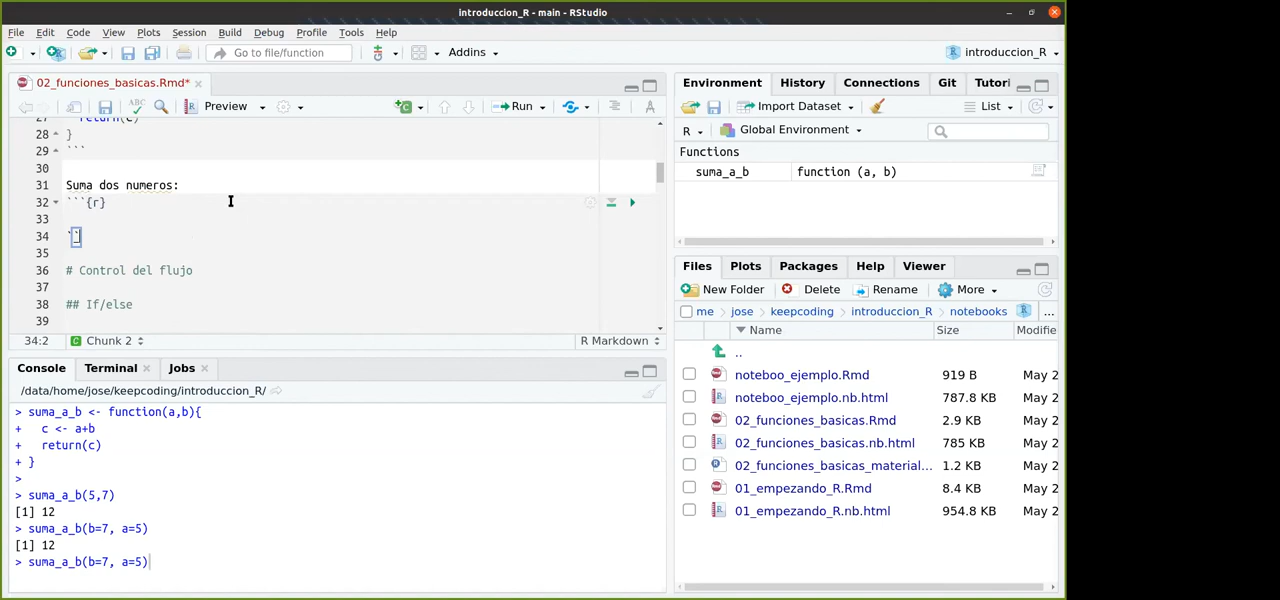 introduccion_R - main - RStudio
File Edit Code View Plots Session Build Debug Profile Tools Help
Go to file/function Addins introduccion_R
02_funciones_basicas.Rmd*
ABC Preview Run
27 return(c)
28 }
29 ```
30
31 Suma dos numeros:
32 ```{r}
33
34 ``
35
36 # Control del flujo
37
38 ## If/else
39
34:2 Chunk 2 R Markdown
Console Terminal Jobs
/data/home/jose/keepcoding/introduccion_R/
> suma_a_b <- function(a,b){
+ c <- a+b
+ return(c)
+ }
>
> suma_a_b(5,7)
[1] 12
> suma_a_b(b=7, a=5)
[1] 12
> suma_a_b(b=7, a=5)
Environment History Connections Git Tutori
Import Dataset List
R Global Environment
Functions
suma_a_b function (a, b)
Files Plots Packages Help Viewer
New Folder Delete Rename More
me jose keepcoding introduccion_R notebooks ...
Name Size Modifie
..
noteboo_ejemplo.Rmd 919 B May 2
noteboo_ejemplo.nb.html 787.8 KB May 2
02_funciones_basicas.Rmd 2.9 KB May 2
02_funciones_basicas.nb.html 785 KB May 2
02_funciones_basicas_material... 1.2 KB May 2
01_empezando_R.Rmd 8.4 KB May 2
01_empezando_R.nb.html 954.8 KB May 2